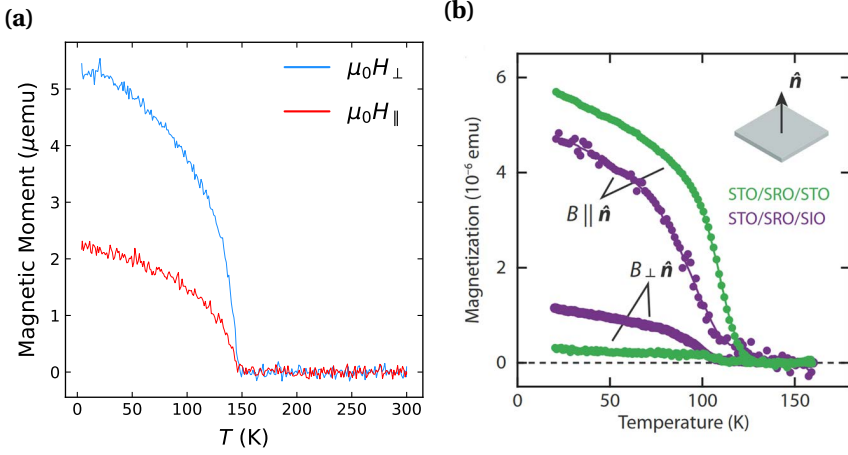 (a)
μ₀H⊥
μ₀H∥
Magnetic Moment (μemu)
5
4
3
2
1
0
0 50 100 150 200 250 300
T (K)
(b)
n̂
STO/SRO/STO
STO/SRO/SIO
B || n̂
B ⊥ n̂
Magnetization (10⁻⁶ emu)
6
4
2
0
0 50 100 150
Temperature (K)